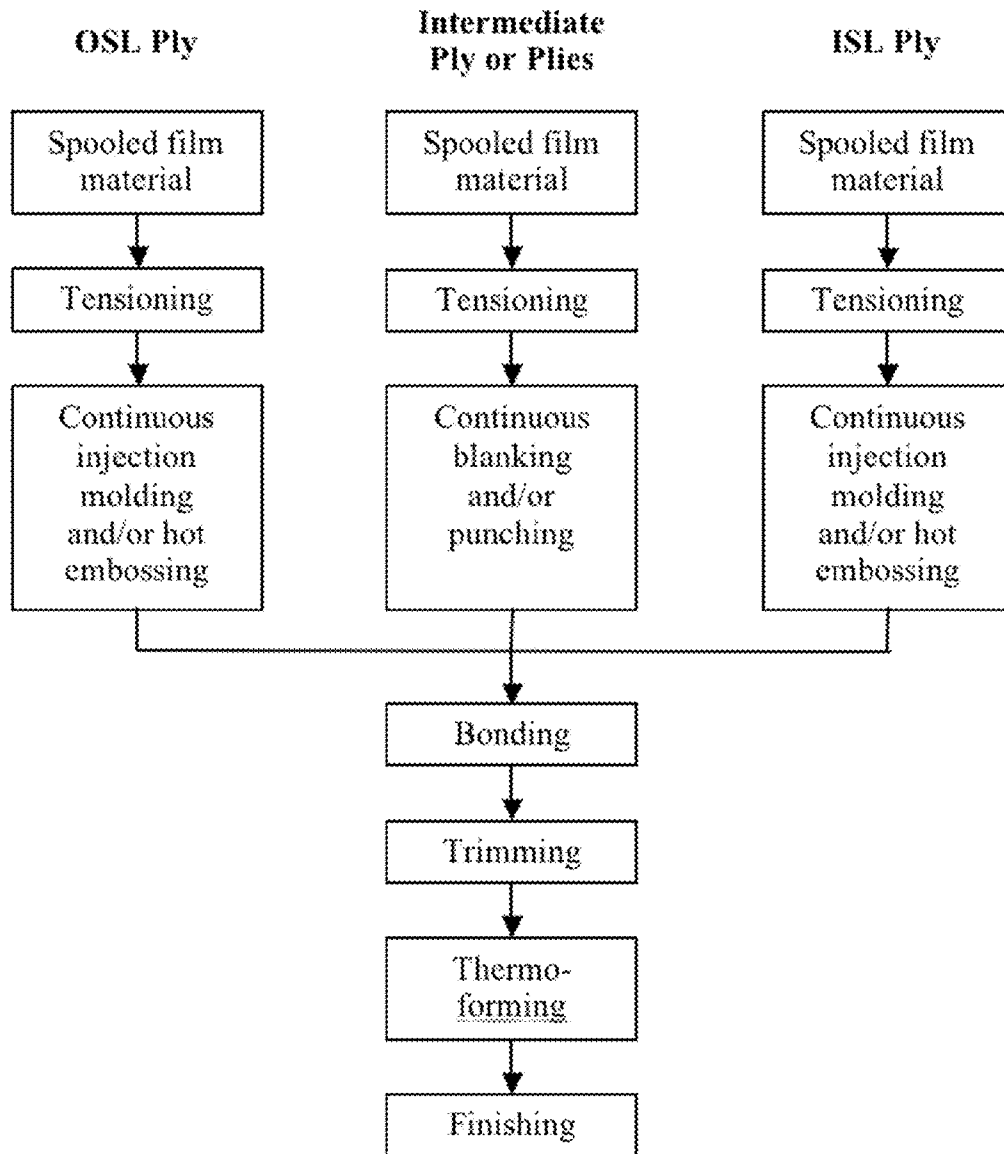 OSL Ply
Intermediate
Ply or Plies
ISL Ply
Spooled film
material
Spooled film
material
Spooled film
material
Tensioning
Tensioning
Tensioning
Continuous
injection
molding
and/or hot
embossing
Continuous
blanking
and/or
punching
Continuous
injection
molding
and/or hot
embossing
Bonding
Trimming
Thermo-
forming
Finishing